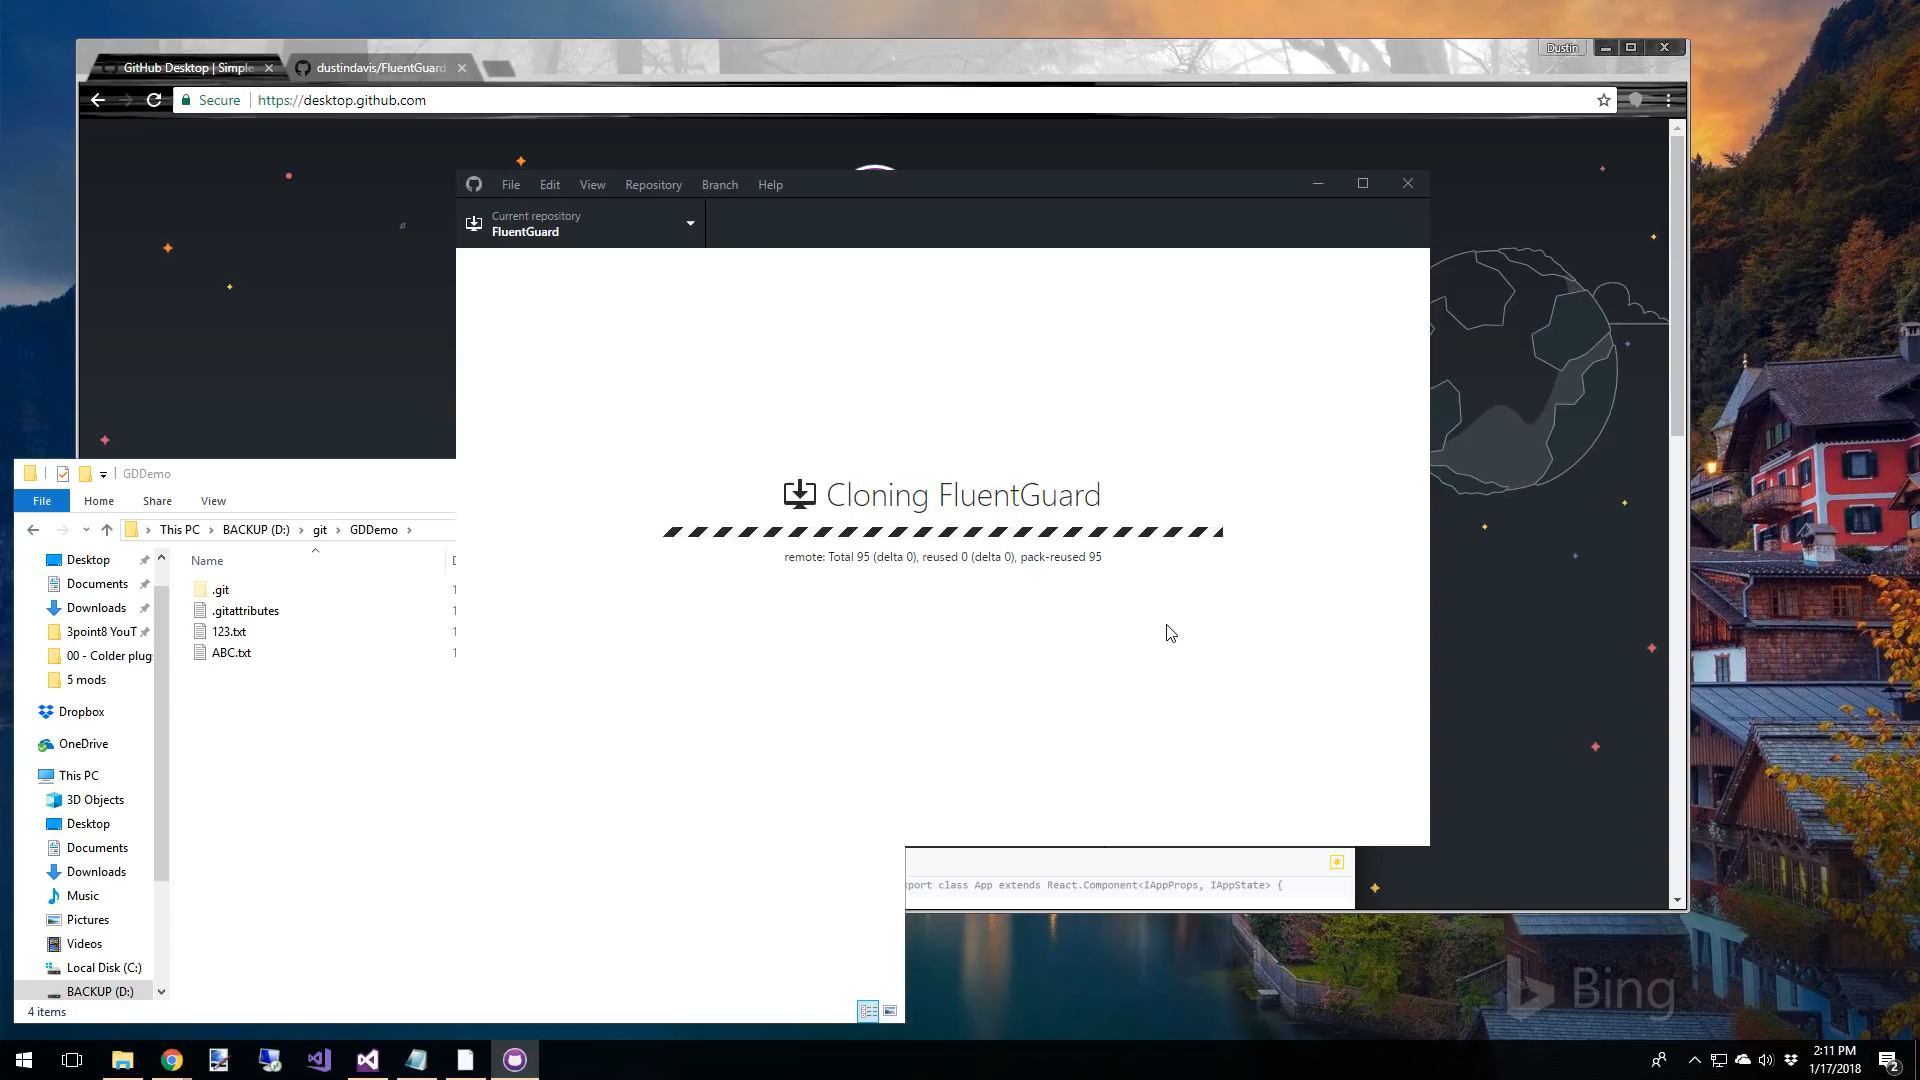 Dustin
GitHub Desktop | Simple
dustindavis/FluentGuard
Secure
https://desktop.github.com
File Edit View Repository Branch Help
Current repository
FluentGuard
Cloning FluentGuard
remote: Total 95 (delta 0), reused 0 (delta 0), pack-reused 95
GDDemo
File Home Share View
This PC BACKUP (D:) git GDDemo
Name
.git
.gitattributes
123.txt
ABC.txt
Desktop
Documents
Downloads
3point8 YouT
00 - Colder plug
5 mods
Dropbox
OneDrive
This PC
3D Objects
Desktop
Documents
Downloads
Music
Pictures
Videos
Local Disk (C:)
BACKUP (D:)
4 items
port class App extends React.Component<IAppProps, IAppState> {
Bing
2:11 PM
1/17/2018
2